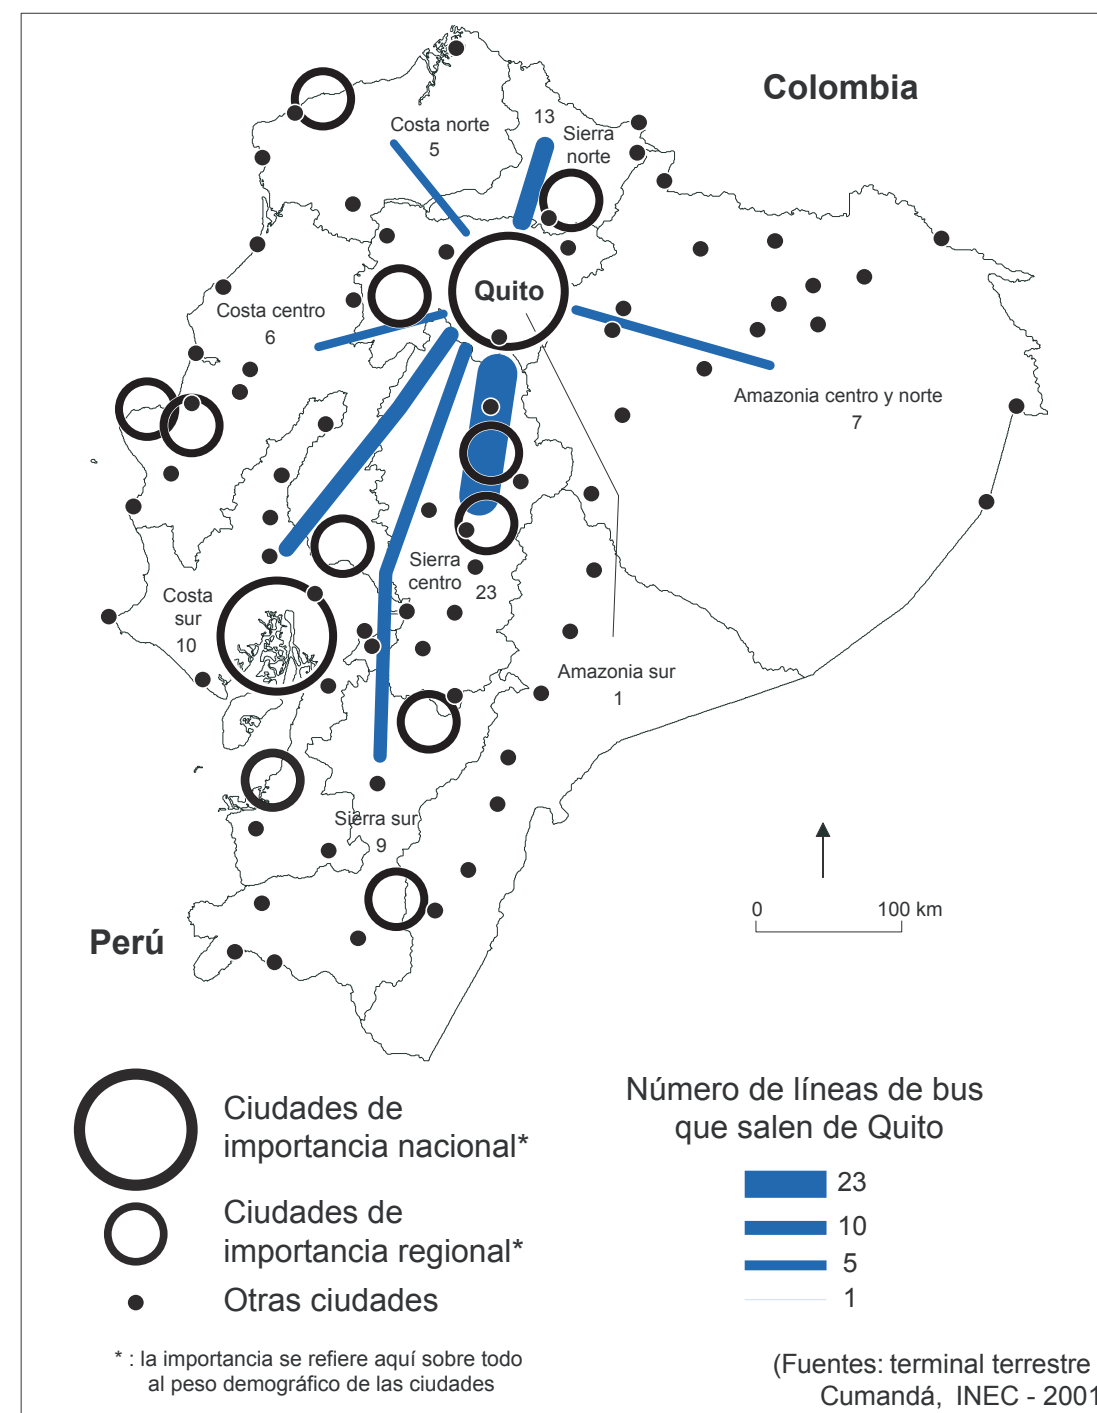 Colombia
13
Costa norte
5
Sierra
norte
Quito
Costa centro
6
Amazonia centro y norte
7
Sierra
centro
23
Costa
sur
10
Amazonia sur
1
Sierra sur
9
Perú
0 100 km
Ciudades de
importancia nacional*
Ciudades de
importancia regional*
Otras ciudades
* : la importancia se refiere aquí sobre todo
al peso demográfico de las ciudades
Número de líneas de bus
que salen de Quito
23
10
5
1
(Fuentes: terminal terrestre
Cumandá, INEC - 2001